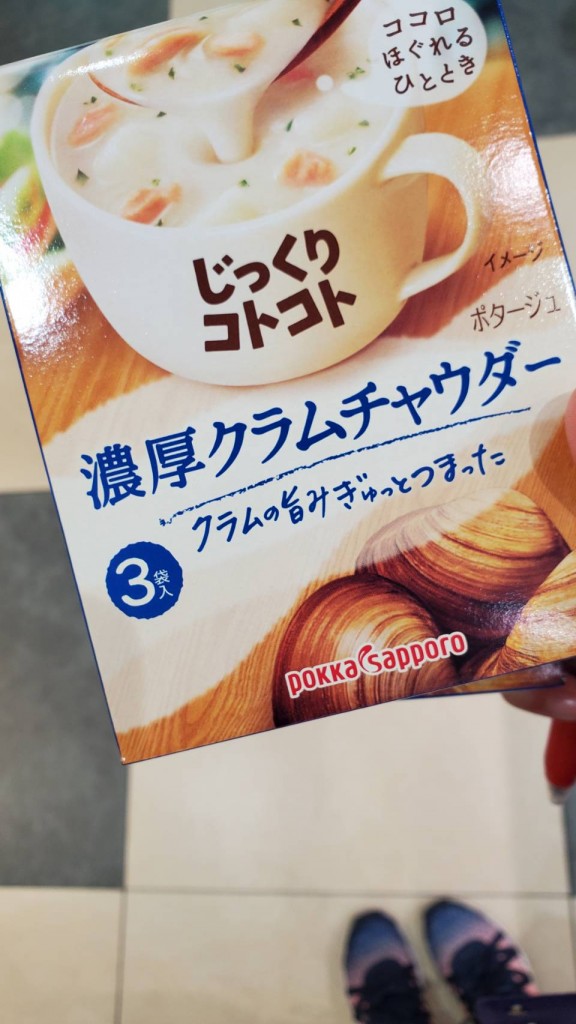 ココロ
ほぐれる
ひととき
じっくり
コトコト
イメージ
ポタージュ
濃厚クラムチャウダー
クラムの旨みぎゅっとつまった
3袋入
pokka sapporo